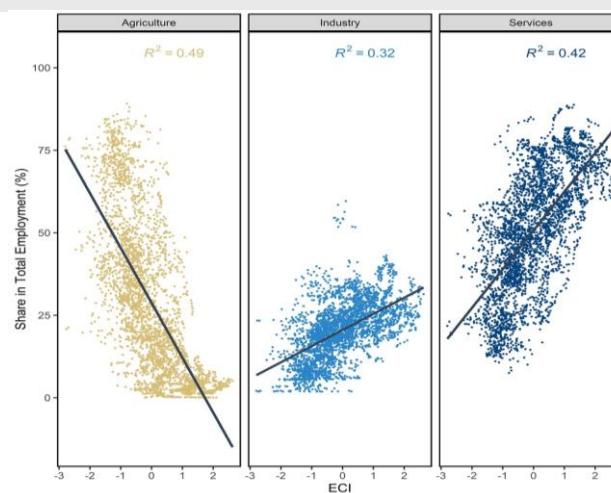 Agriculture
Industry
Services
R² = 0.49
R² = 0.32
R² = 0.42
Share in Total Employment (%)
100
75
50
25
0
-3 -2 -1 0 1 2
-3 -2 -1 0 1 2
-3 -2 -1 0 1 2
ECI